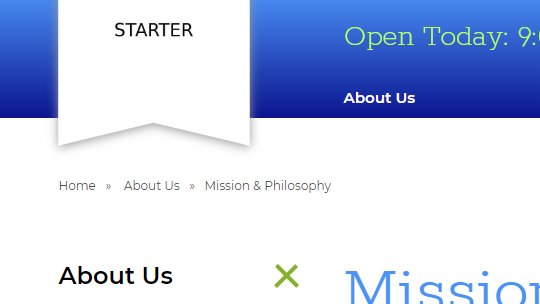 STARTER
Open Today: 9:
About Us
Home » About Us » Mission & Philosophy
About Us
Mission